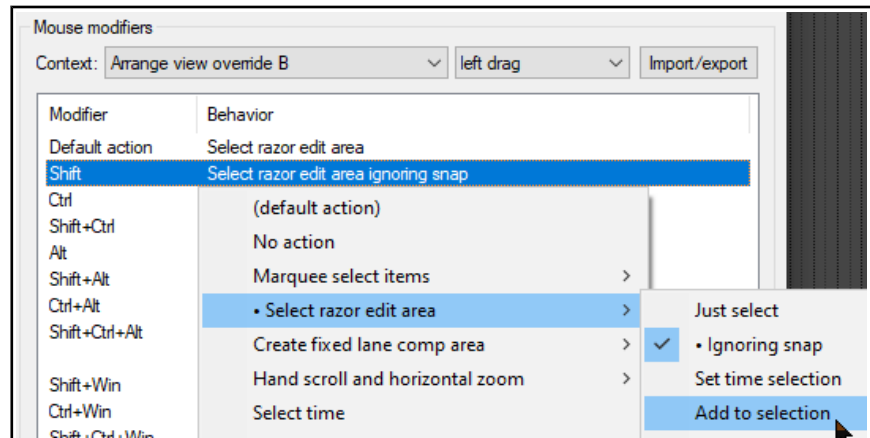 Mouse modifiers
Context: Arrange view override B left drag Import/export
Modifier Behavior
Default action Select razor edit area
Shift Select razor edit area ignoring snap
Ctrl (default action)
Shift+Ctrl
Alt No action
Shift+Alt Marquee select items
Ctrl+Alt • Select razor edit area Just select
Shift+Ctrl+Alt Create fixed lane comp area • Ignoring snap
Shift+Win Hand scroll and horizontal zoom Set time selection
Ctrl+Win Select time Add to selection
Shift+Ctrl+Win